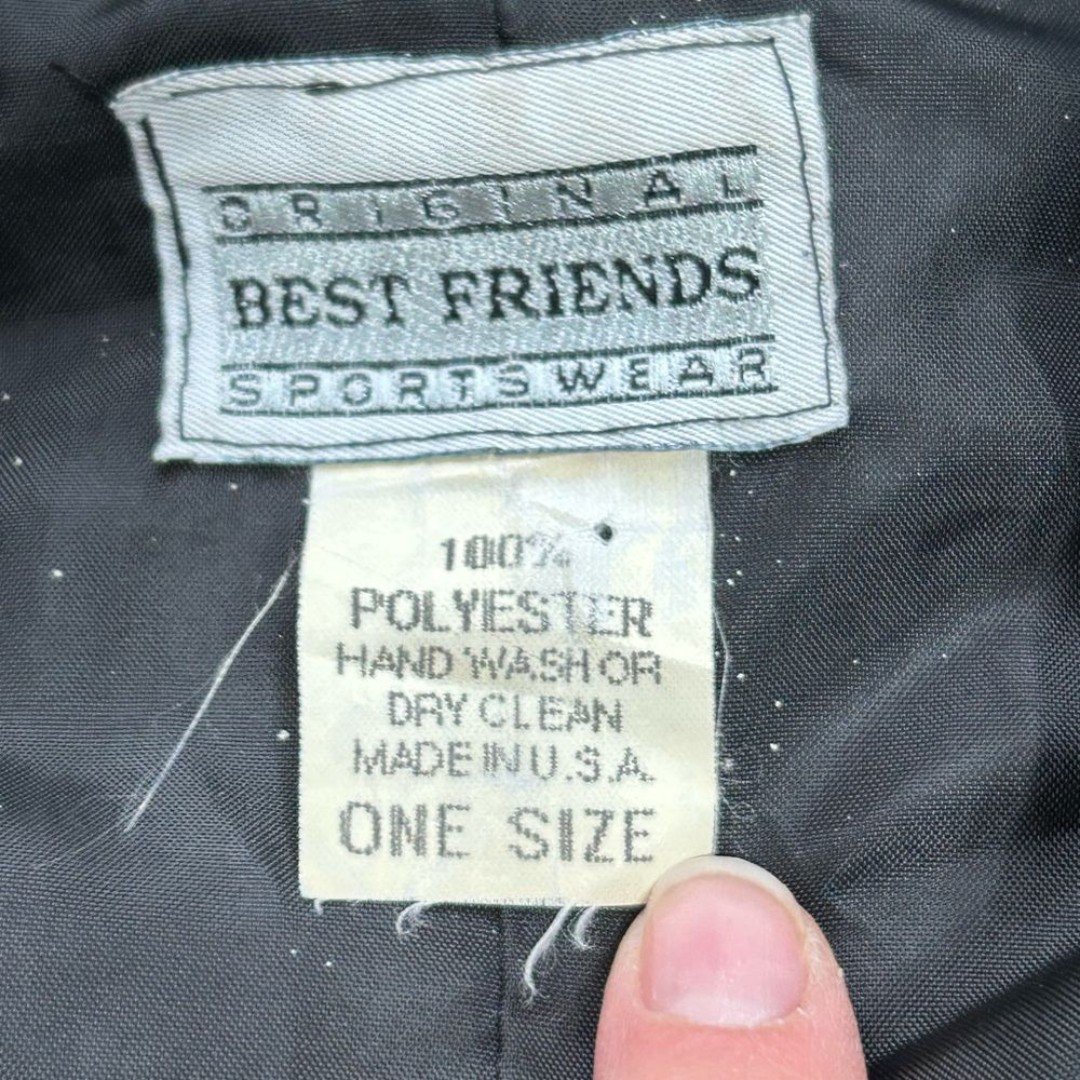 ORIGINAL
BEST FRIENDS
SPORTSWEAR
100%
POLYESTER
HAND WASH OR
DRY CLEAN
MADE IN U.S.A.
ONE SIZE